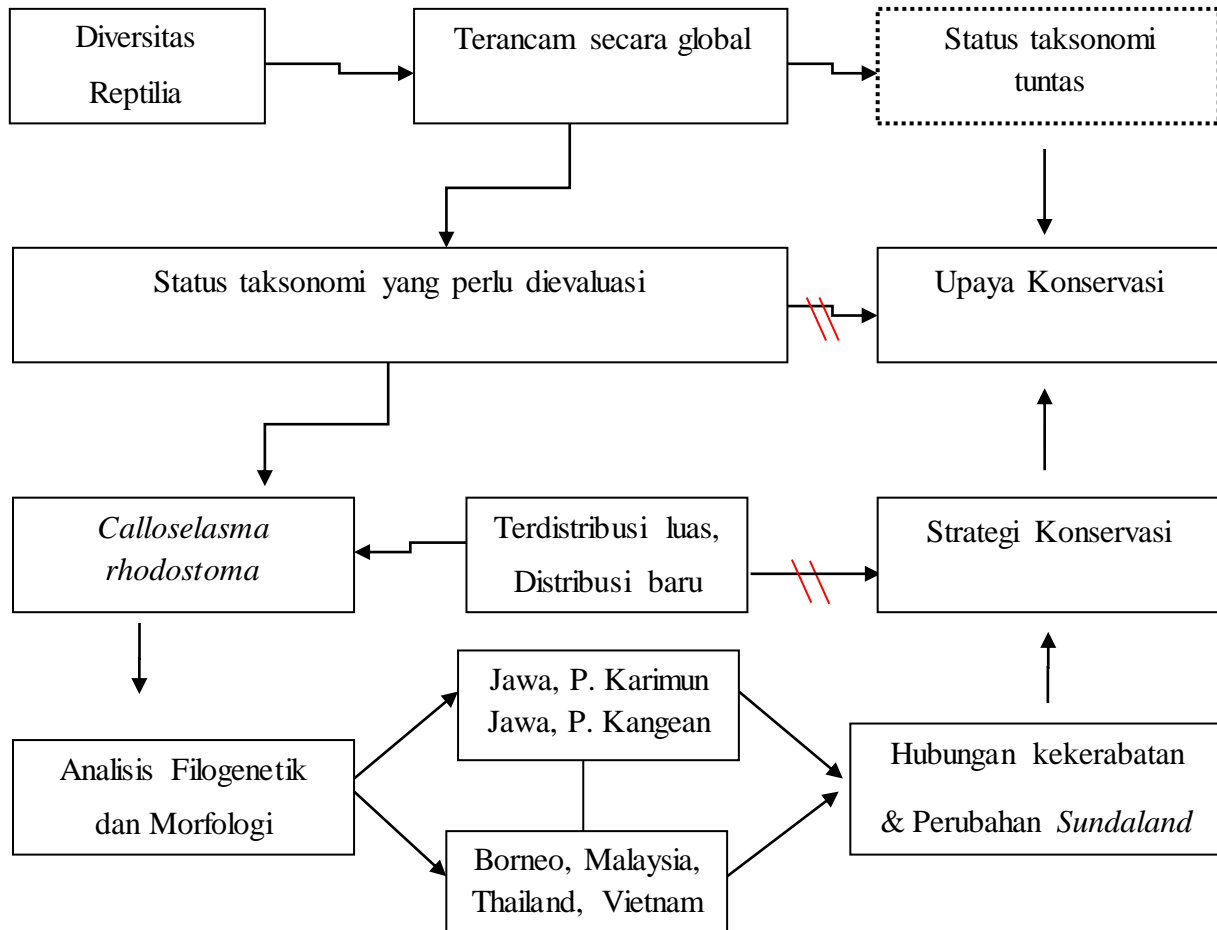 Diversitas
Reptilia
Terancam secara global
Status taksonomi
tuntas
Status taksonomi yang perlu dievaluasi
Upaya Konservasi
Calloselasma
rhodostoma
Terdistribusi luas,
Distribusi baru
Strategi Konservasi
Analisis Filogenetik
dan Morfologi
Jawa, P. Karimun
Jawa, P. Kangean
Borneo, Malaysia,
Thailand, Vietnam
Hubungan kekerabatan
& Perubahan Sundaland